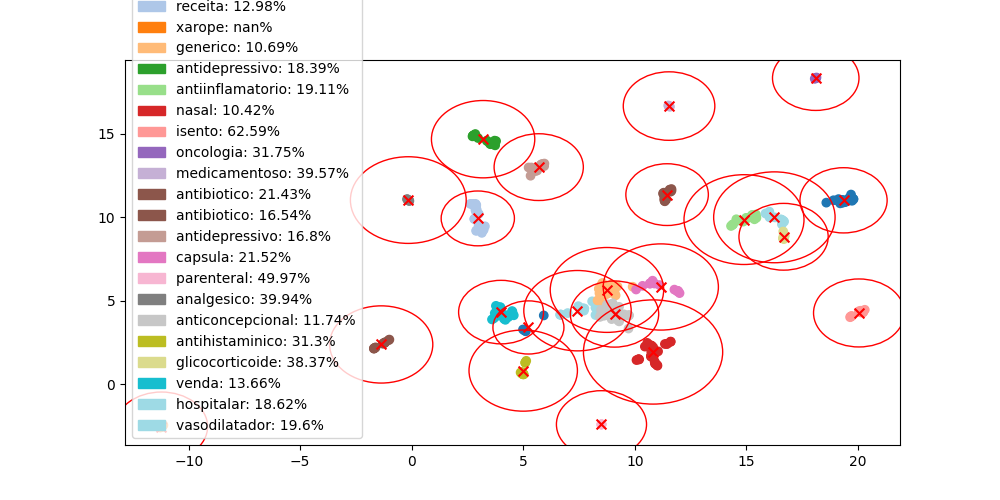 receita: 12.98%
xarope: nan%
generico: 10.69%
antidepressivo: 18.39%
antiinflamatorio: 19.11%
nasal: 10.42%
isento: 62.59%
oncologia: 31.75%
medicamentoso: 39.57%
antibiotico: 21.43%
antibiotico: 16.54%
antidepressivo: 16.8%
capsula: 21.52%
parenteral: 49.97%
analgesico: 39.94%
anticoncepcional: 11.74%
antihistaminico: 31.3%
glicocorticoide: 38.37%
venda: 13.66%
hospitalar: 18.62%
vasodilatador: 19.6%
15
10
5
0
−10 −5 0 5 10 15 20